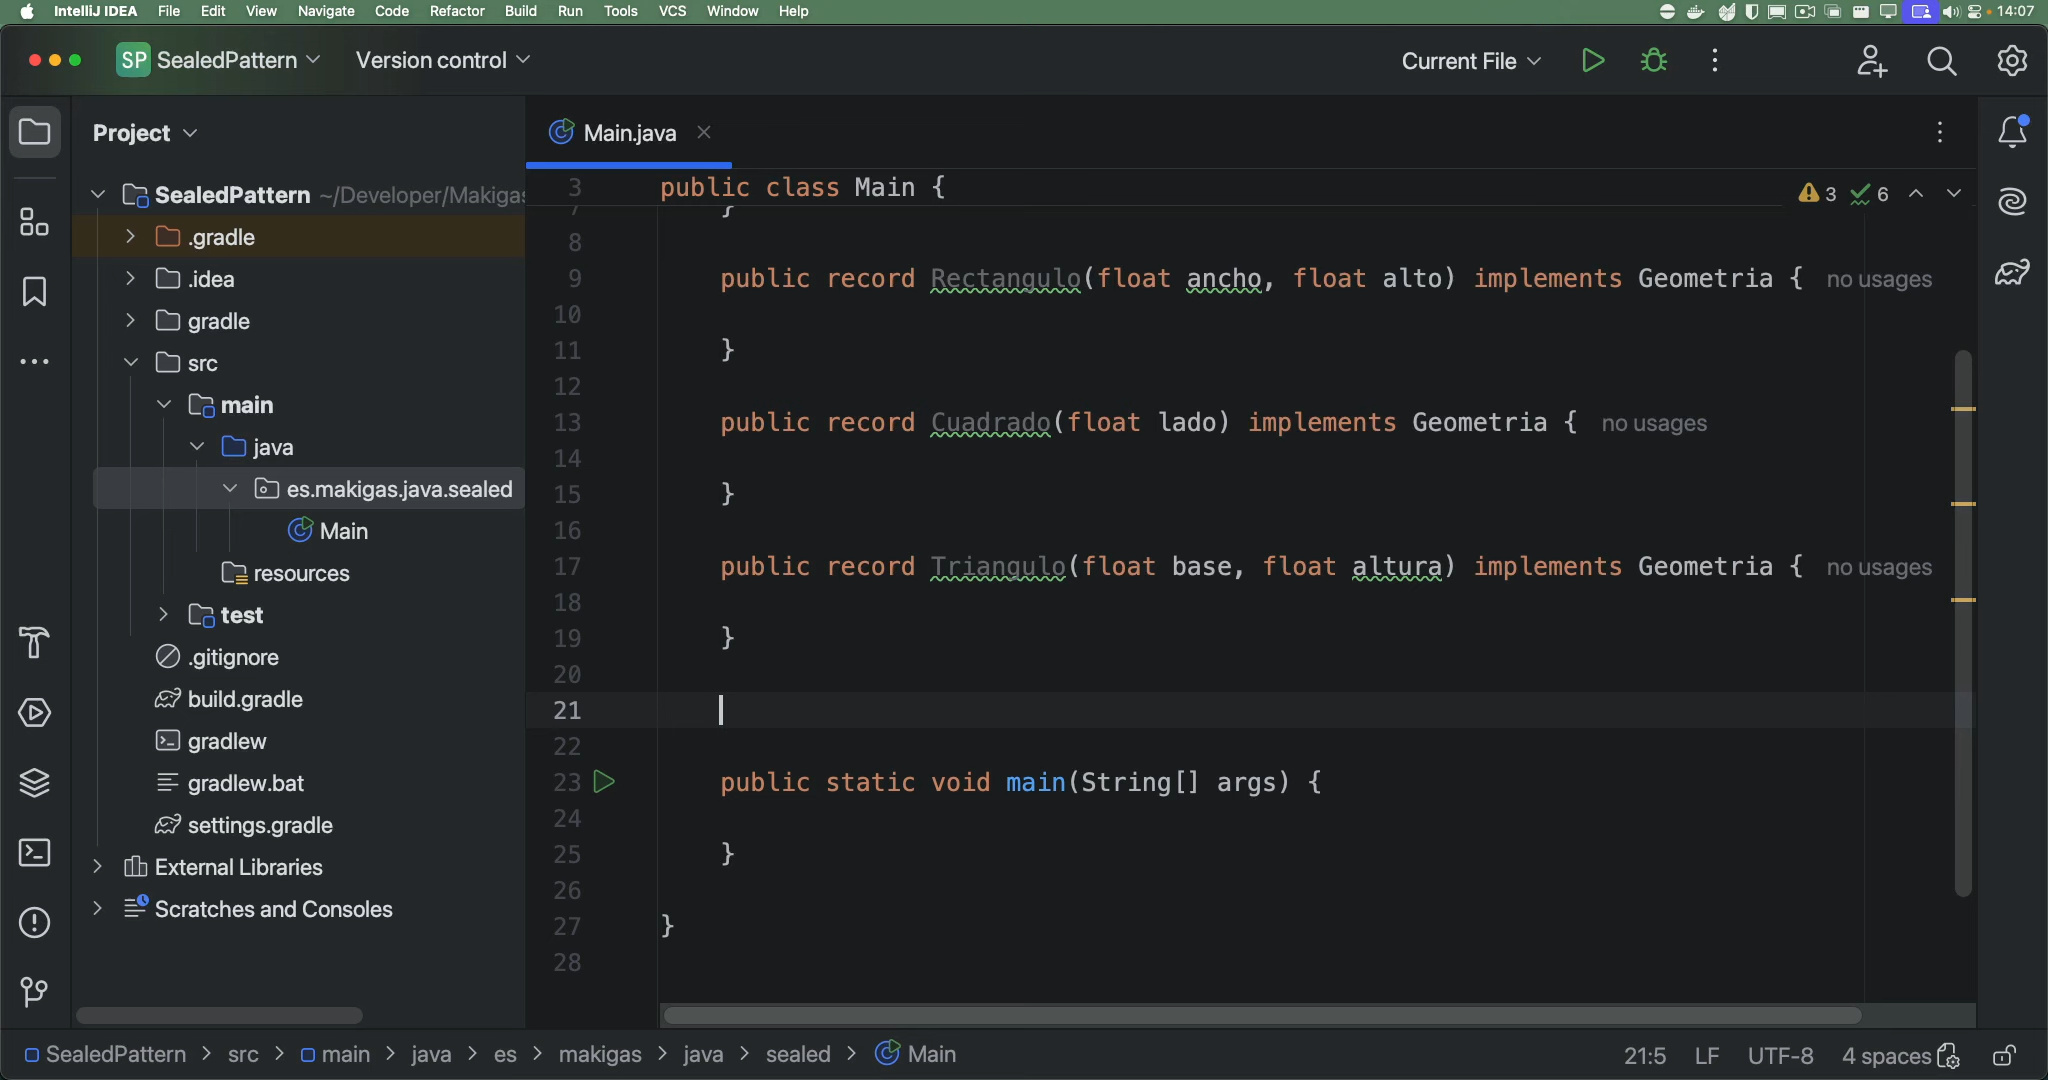 IntelliJ IDEA File Edit View Navigate Code Refactor Build Run Tools VCS Window Help 14:07
SP SealedPattern Version control Current File
Project
SealedPattern ~/Developer/Makigas
.gradle
.idea
gradle
src
main
java
es.makigas.java.sealed
Main
resources
test
.gitignore
build.gradle
gradlew
gradlew.bat
settings.gradle
External Libraries
Scratches and Consoles
Main.java
3 public class Main { 3 6
7 }
8
9 public record Rectangulo(float ancho, float alto) implements Geometria { no usages
10
11 }
12
13 public record Cuadrado(float lado) implements Geometria { no usages
14
15 }
16
17 public record Triangulo(float base, float altura) implements Geometria { no usages
18
19 }
20
21
22
23 public static void main(String[] args) {
24
25 }
26
27 }
28
SealedPattern > src > main > java > es > makigas > java > sealed > Main 21:5 LF UTF-8 4 spaces